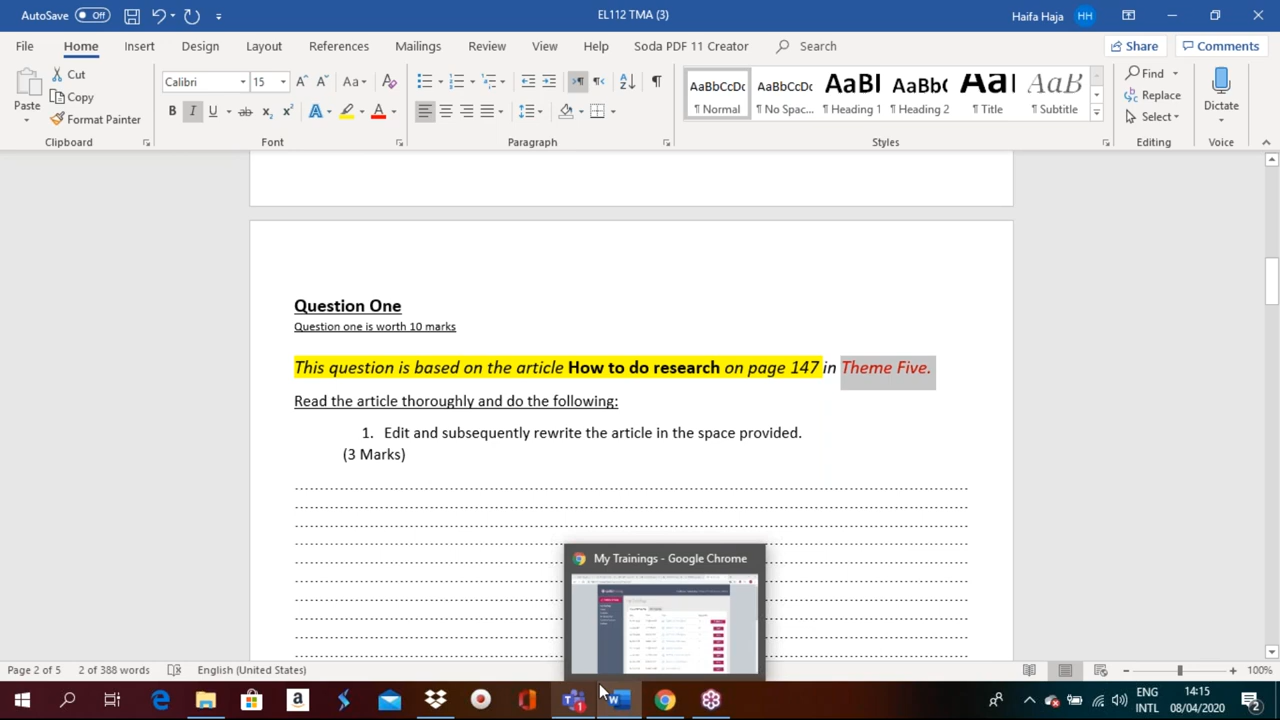 AutoSave Off EL112 TMA (3) Haifa Haja HH
File Home Insert Design Layout References Mailings Review View Help Soda PDF 11 Creator Search Share Comments
Paste Cut Copy Format Painter
Calibri 15
Normal No Spac... Heading 1 Heading 2 Title Subtitle
Find Replace Select
Dictate
Clipboard Font Paragraph Styles Editing Voice
Question One
Question one is worth 10 marks
This question is based on the article How to do research on page 147 in Theme Five.
Read the article thoroughly and do the following:
1. Edit and subsequently rewrite the article in the space provided.
(3 Marks)
My Trainings - Google Chrome
Page 2 of 5 2 of 388 words English (United States) 100%
ENG 14:15
INTL 08/04/2020